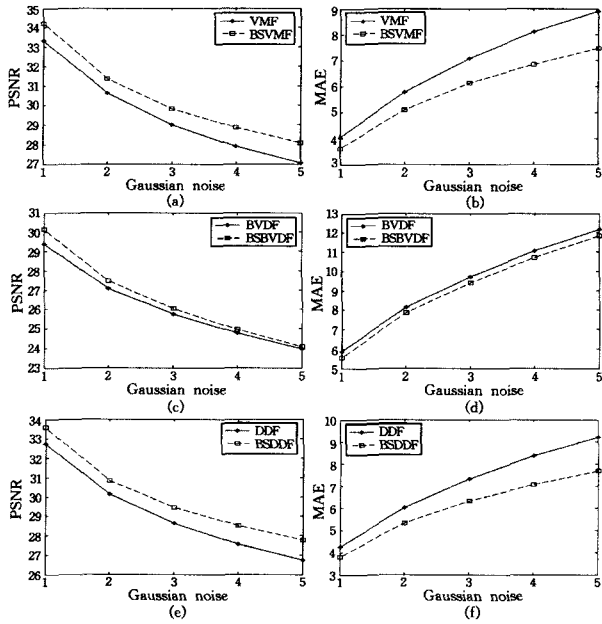 35
34
33
32
31
30
29
28
27
PSNR
VMF
BSVMF
1 2 3 4 5
Gaussian noise
(a)
9
8
7
6
5
4
3
MAE
VMF
BSVMF
1 2 3 4 5
Gaussian noise
(b)
31
30
29
28
27
26
25
24
23
PSNR
BVDF
BSBVDF
1 2 3 4 5
Gaussian noise
(c)
13
12
11
10
9
8
7
6
5
MAE
BVDF
BSBVDF
1 2 3 4 5
Gaussian noise
(d)
34
33
32
31
30
29
28
27
26
PSNR
DDF
BSDDF
1 2 3 4 5
Gaussian noise
(e)
10
9
8
7
6
5
4
3
MAE
DDF
BSDDF
1 2 3 4 5
Gaussian noise
(f)